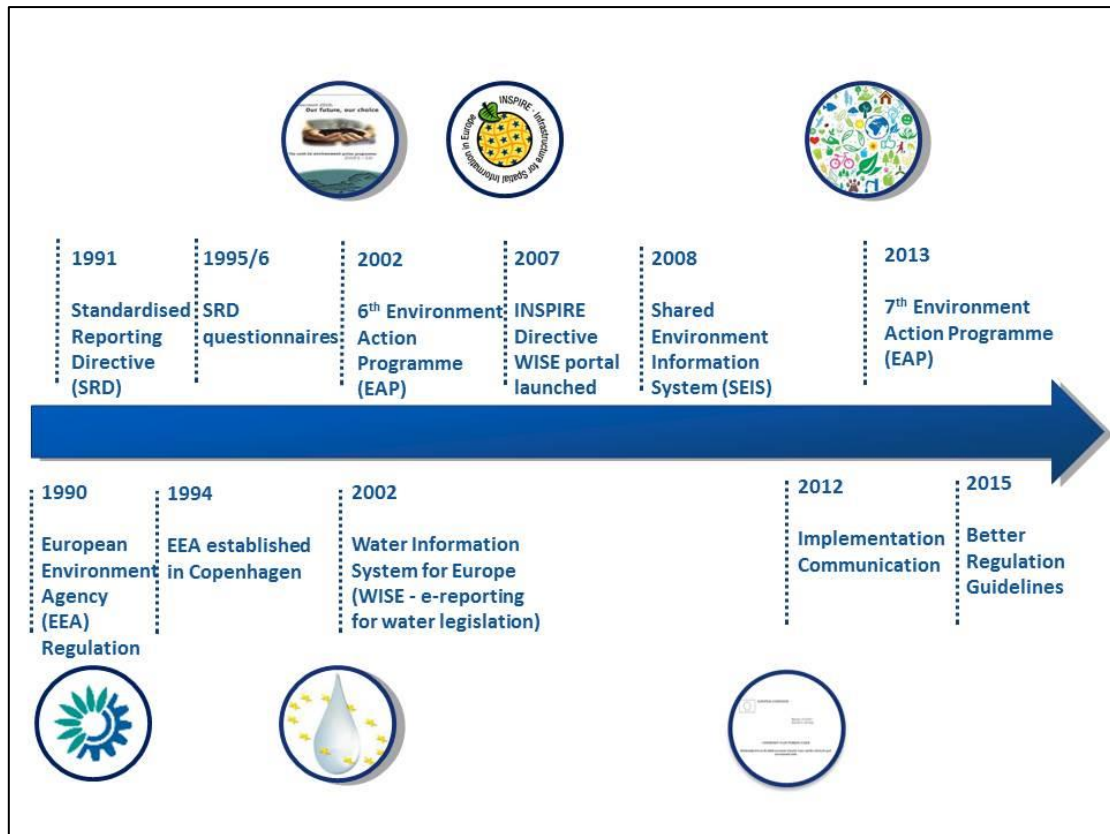 Our future, our choice
INSPIRE - Infrastructure for Spatial Information in Europe
1991
Standardised
Reporting
Directive
(SRD)
1995/6
SRD
questionnaires
2002
6th Environment
Action
Programme
(EAP)
2007
INSPIRE
Directive
WISE portal
launched
2008
Shared
Environment
Information
System (SEIS)
2013
7th Environment
Action Programme
(EAP)
1990
European
Environment
Agency
(EEA)
Regulation
1994
EEA established
in Copenhagen
2002
Water Information
System for Europe
(WISE - e-reporting
for water legislation)
2012
Implementation
Communication
2015
Better
Regulation
Guidelines